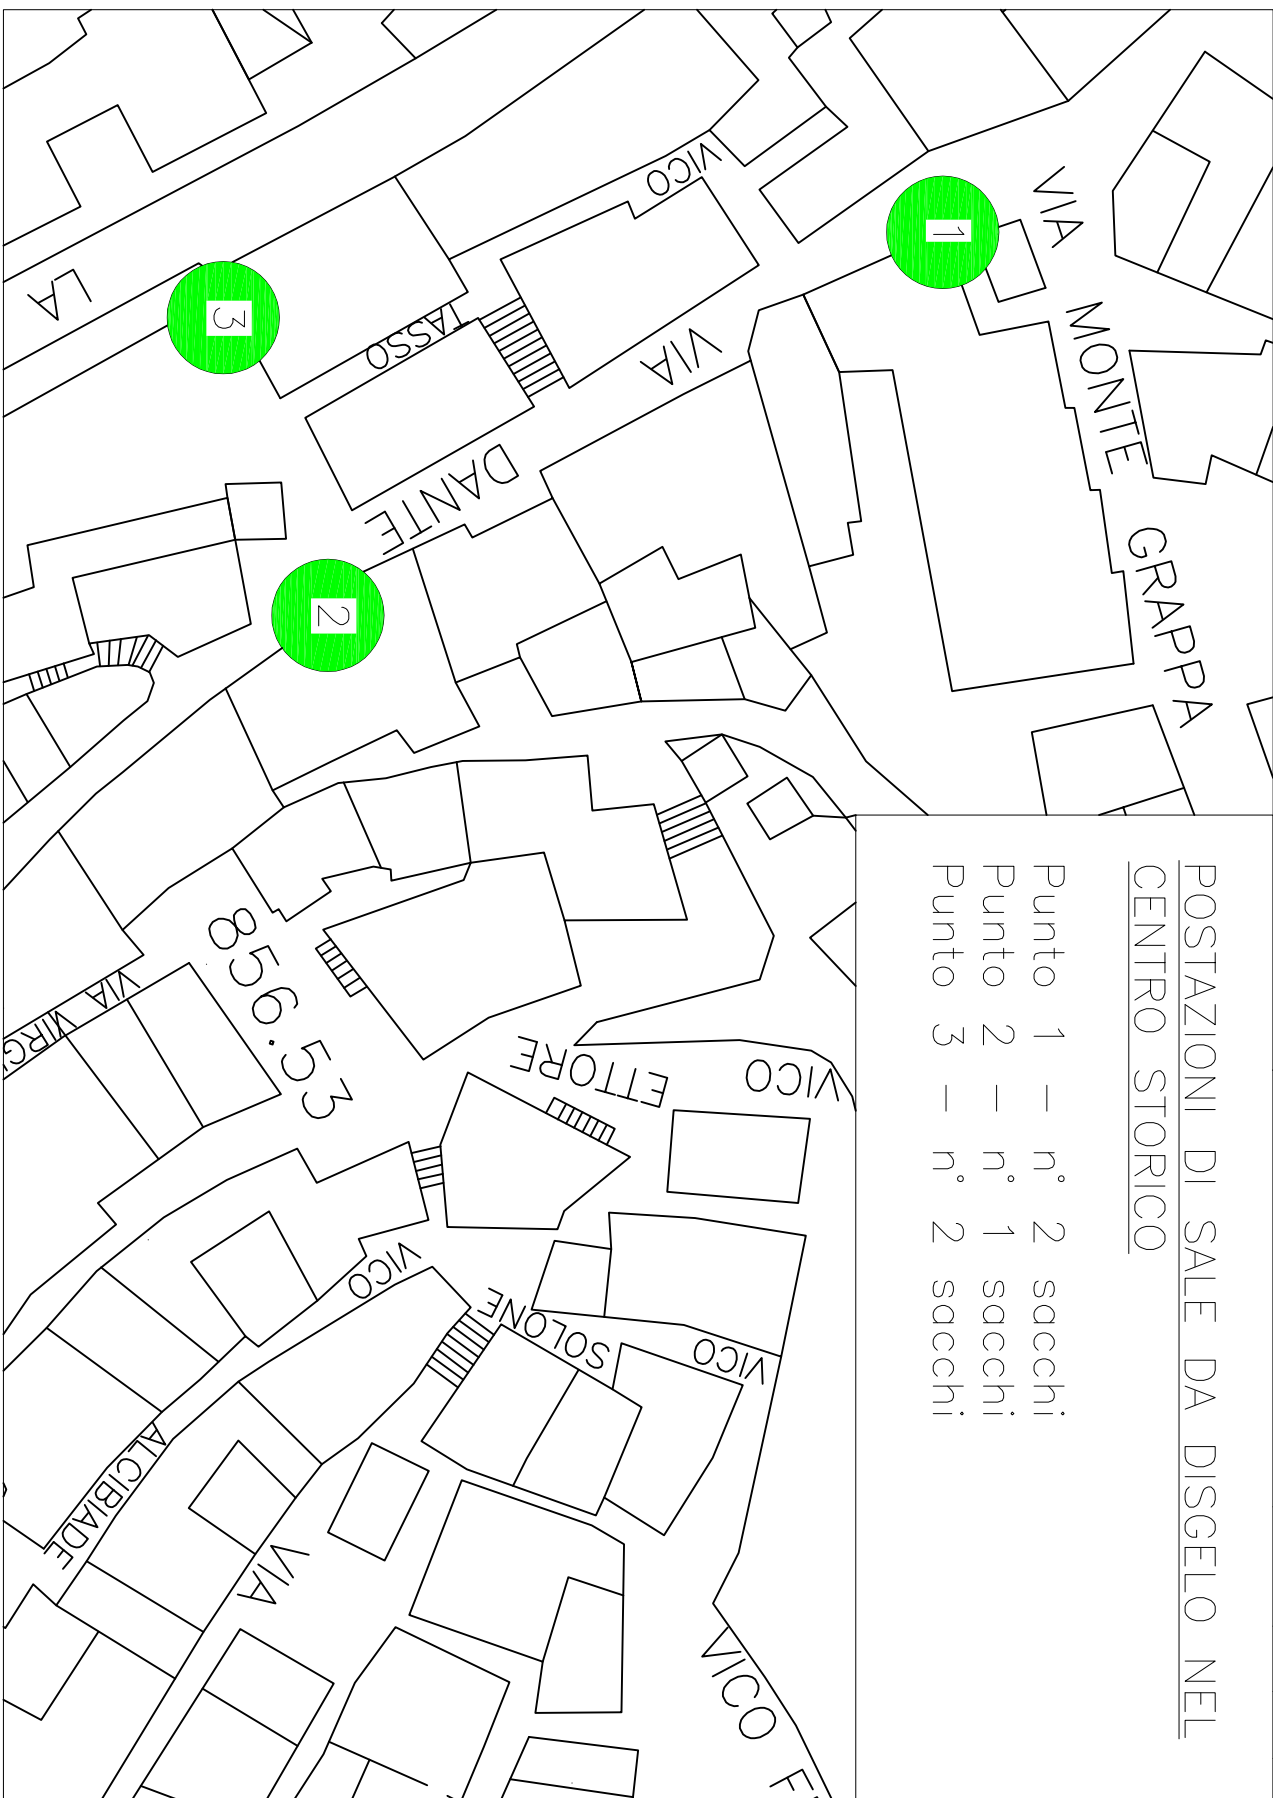 POSTAZIONI DI SALE DA DISGELO NEL
CENTRO STORICO
Punto 1 – n° 2 sacchi
Punto 2 – n° 1 sacchi
Punto 3 – n° 2 sacchi
VIA MONTE GRAPPA
1
VICO TASSO
VIA DANTE
LA
3
2
856.53
VIA VIRG
VICO ETTORE
VICO SOLONE
VICO ALCIBIADE
VIA
VICO F